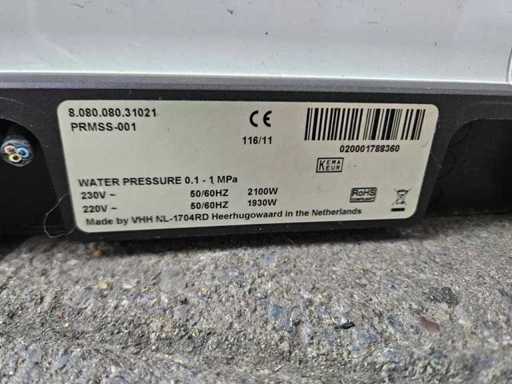 8.080.080.31021
PRMSS-001
CE
116/11
020001788360
KEMA
KEUR
WATER PRESSURE 0.1 - 1 MPa
230V ~ 50/60HZ 2100W
220V ~ 50/60HZ 1930W
RoHS
Made by VHH NL-1704RD Heerhugowaard in the Netherlands